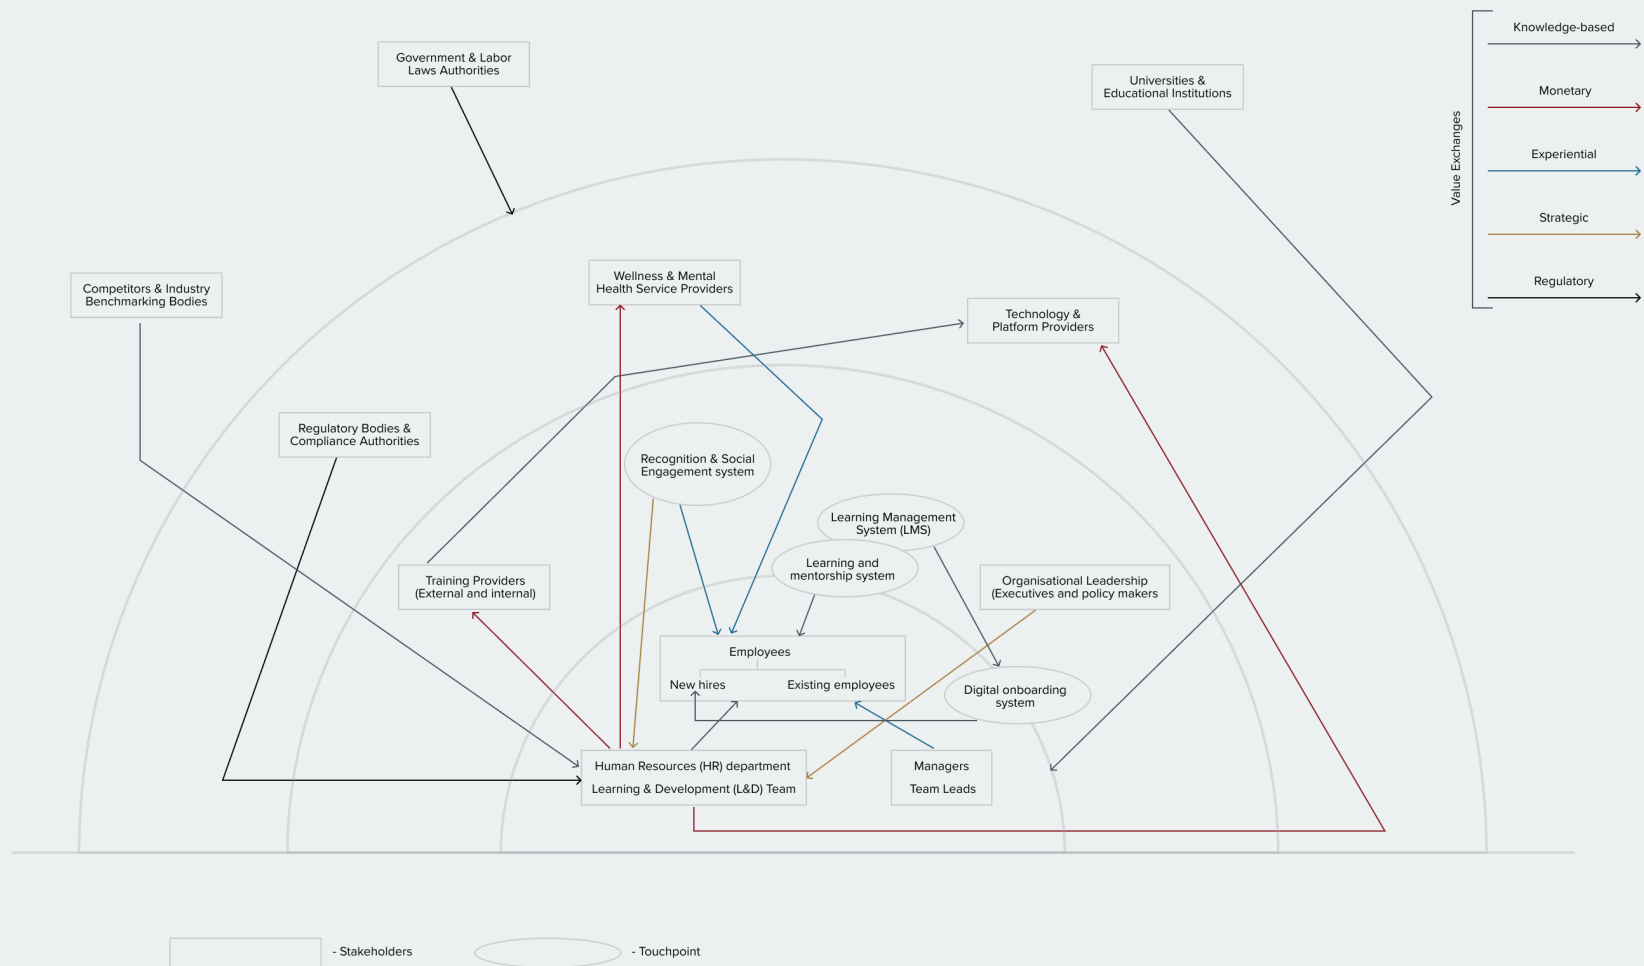 Government & Labor
Laws Authorities
Universities &
Educational Institutions
Knowledge-based
Monetary
Experiential
Strategic
Regulatory
Value Exchanges
Competitors & Industry
Benchmarking Bodies
Wellness & Mental
Health Service Providers
Technology &
Platform Providers
Regulatory Bodies &
Compliance Authorities
Recognition & Social
Engagement system
Learning Management
System (LMS)
Learning and
mentorship system
Training Providers
(External and internal)
Organisational Leadership
(Executives and policy makers
Employees
New hires
Existing employees
Digital onboarding
system
Human Resources (HR) department
Learning & Development (L&D) Team
Managers
Team Leads
- Stakeholders
- Touchpoint